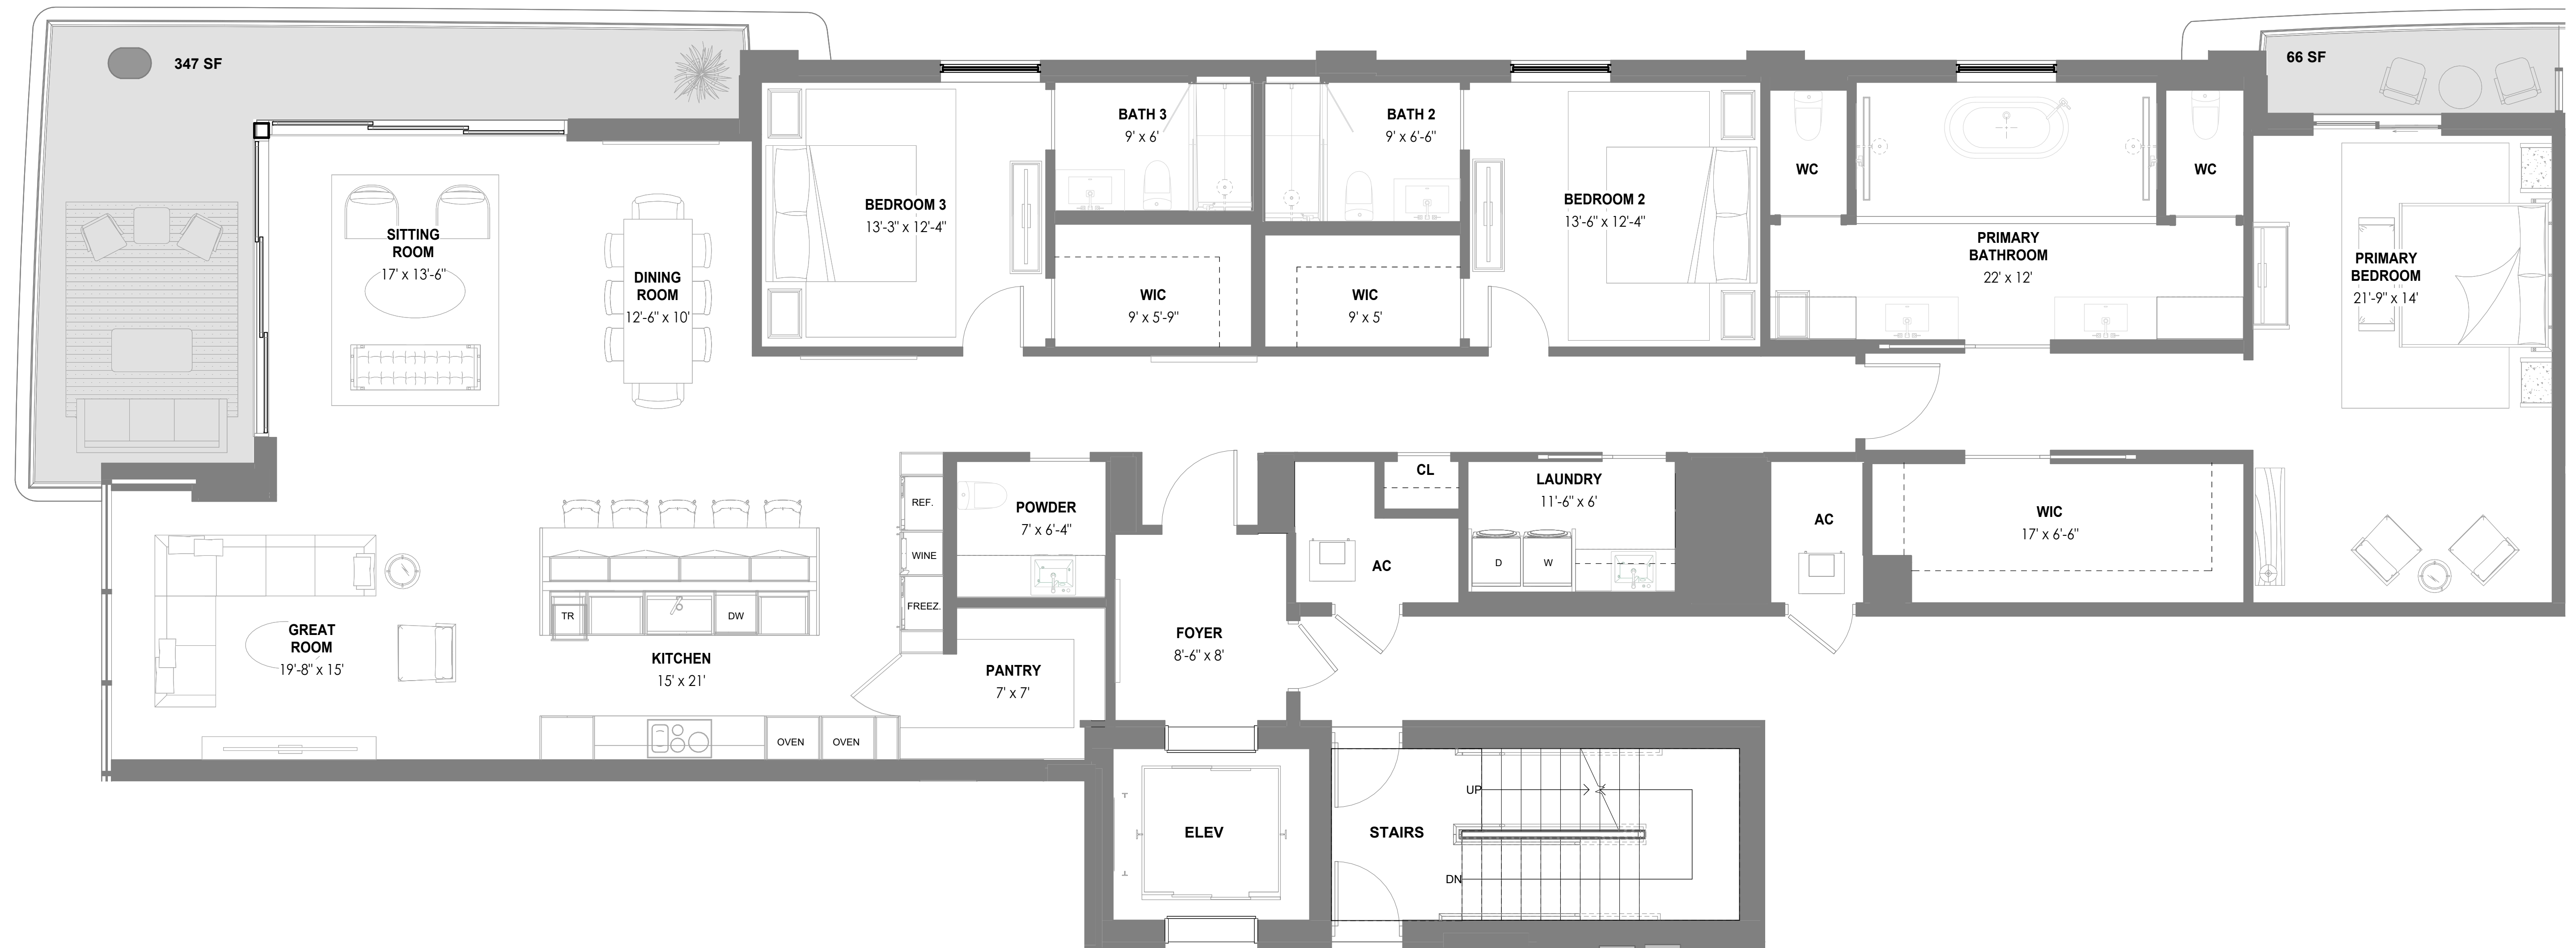 347 SF
66 SF
BATH 3
9' x 6'
BATH 2
9' x 6'-6"
WC
WC
SITTING
ROOM
17' x 13'-6"
BEDROOM 3
13'-3" x 12'-4"
BEDROOM 2
13'-6" x 12'-4"
PRIMARY
BATHROOM
22' x 12'
PRIMARY
BEDROOM
21'-9" x 14'
DINING
ROOM
12'-6" x 10'
WIC
9' x 5'-9"
WIC
9' x 5'
CL
LAUNDRY
11'-6" x 6'
REF.
POWDER
7' x 6'-4"
WIC
17' x 6'-6"
AC
WINE
AC
D
W
FREEZ.
TR
DW
GREAT
ROOM
19'-8" x 15'
FOYER
8'-6" x 8'
KITCHEN
15' x 21'
PANTRY
7' x 7'
OVEN
OVEN
UP
ELEV
STAIRS
DN